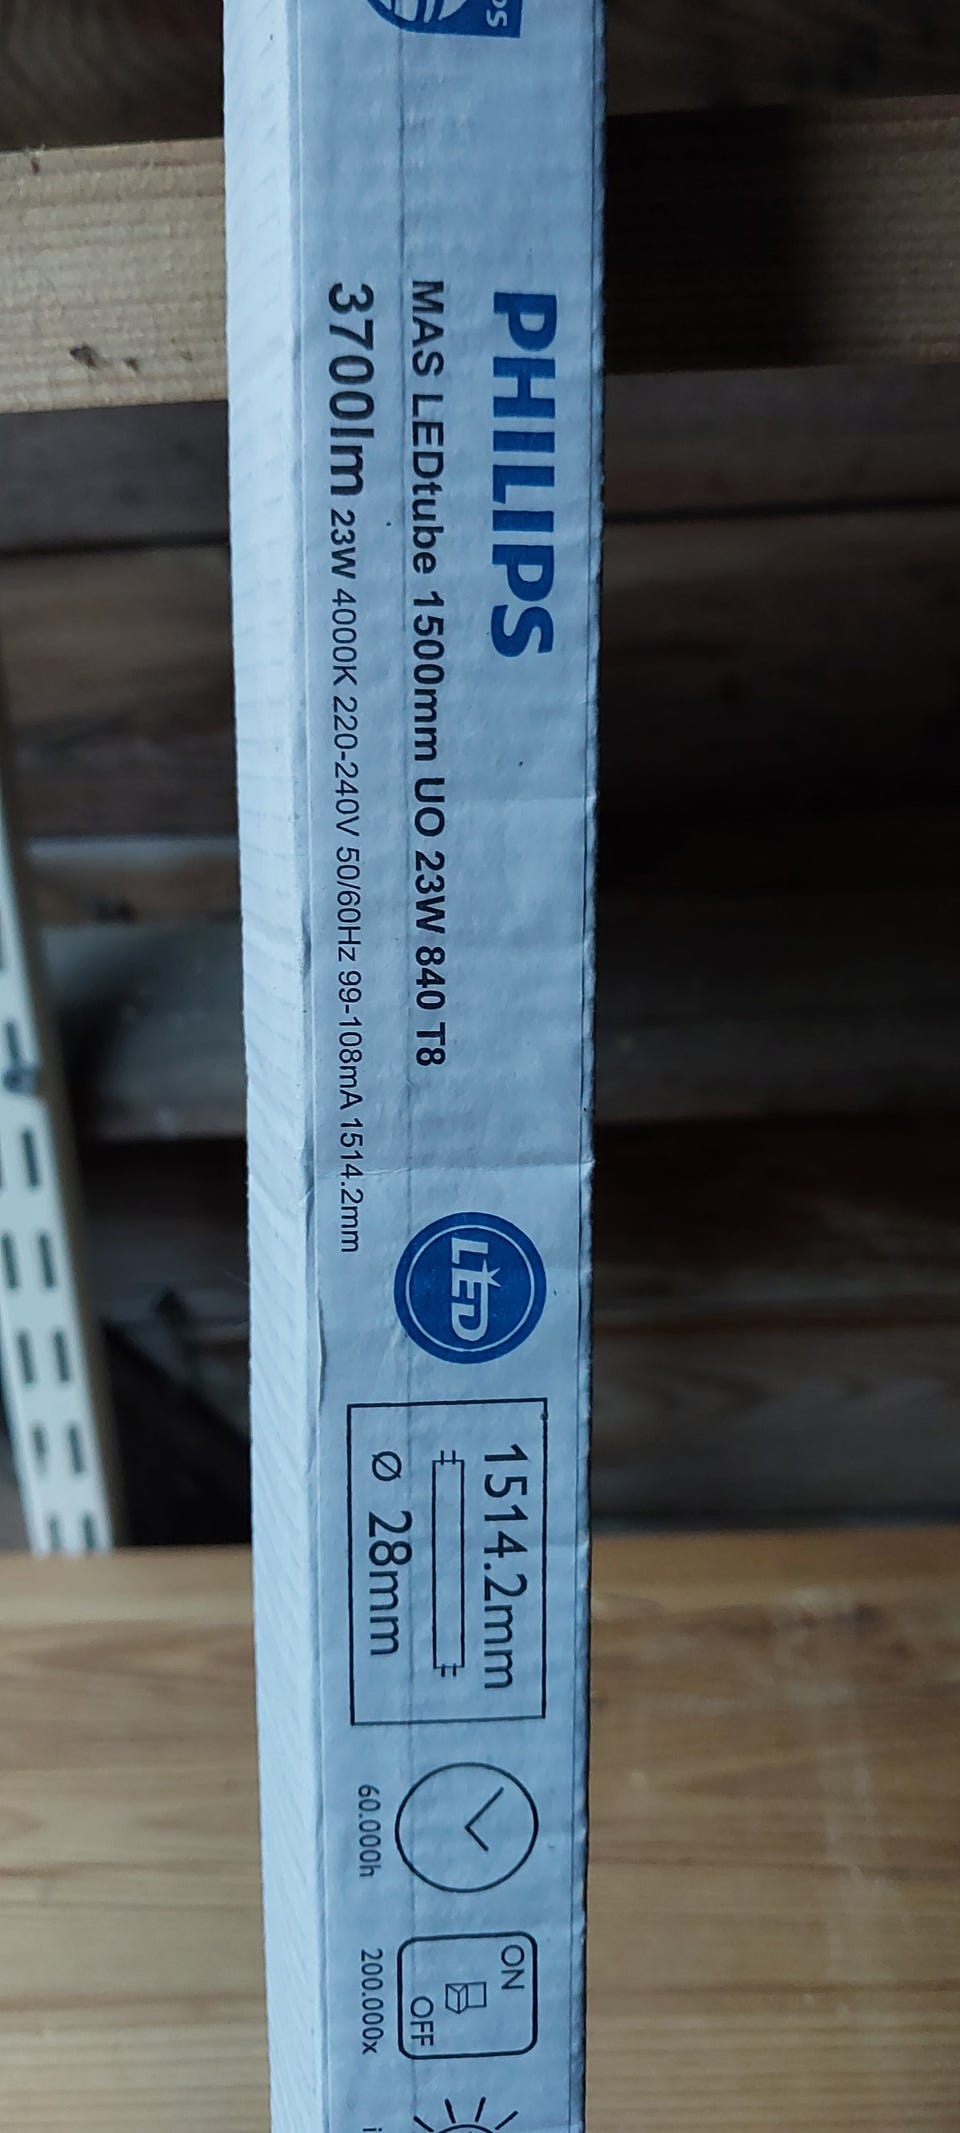 PS
PHILIPS
MAS LEDtube 1500mm UO 23W 840 T8
3700lm 23W 4000K 220-240V 50/60Hz 99-108mA 1514.2mm
LED
1514.2mm
Ø 28mm
60.000h
ON
OFF
200.000x
i